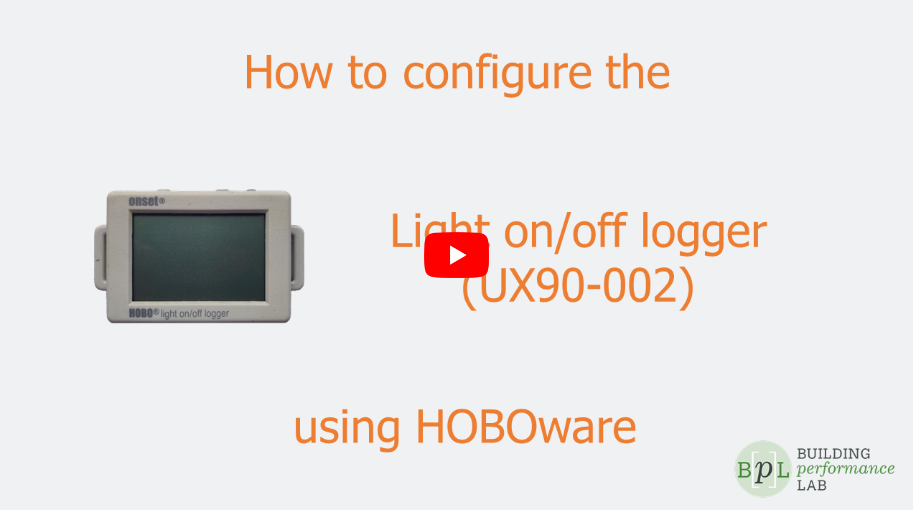 How to configure the
onset®
Light on/off logger
(UX90-002)
HOBO® light on/off logger
using HOBOware
B[p]L BUILDING
performance
LAB